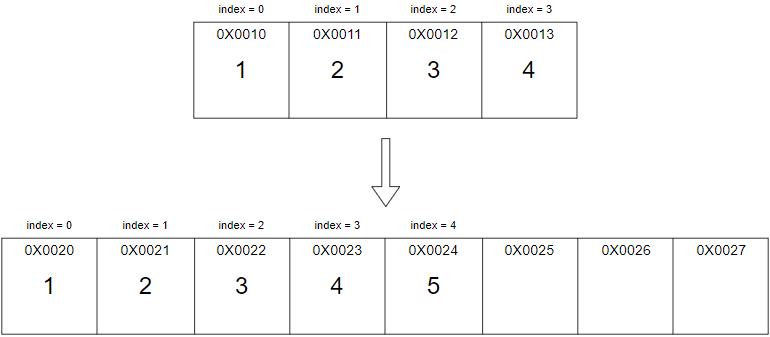 index = 0 index = 1 index = 2 index = 3
0X0010 0X0011 0X0012 0X0013
1 2 3 4
index = 0 index = 1 index = 2 index = 3 index = 4
0X0020 0X0021 0X0022 0X0023 0X0024 0X0025 0X0026 0X0027
1 2 3 4 5